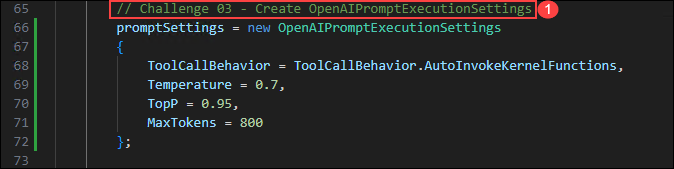 65 // Challenge 03 - Create OpenAIPromptExecutionSettings 1
66 promptSettings = new OpenAIPromptExecutionSettings
67 {
68 ToolCallBehavior = ToolCallBehavior.AutoInvokeKernelFunctions,
69 Temperature = 0.7,
70 TopP = 0.95,
71 MaxTokens = 800
72 };
73